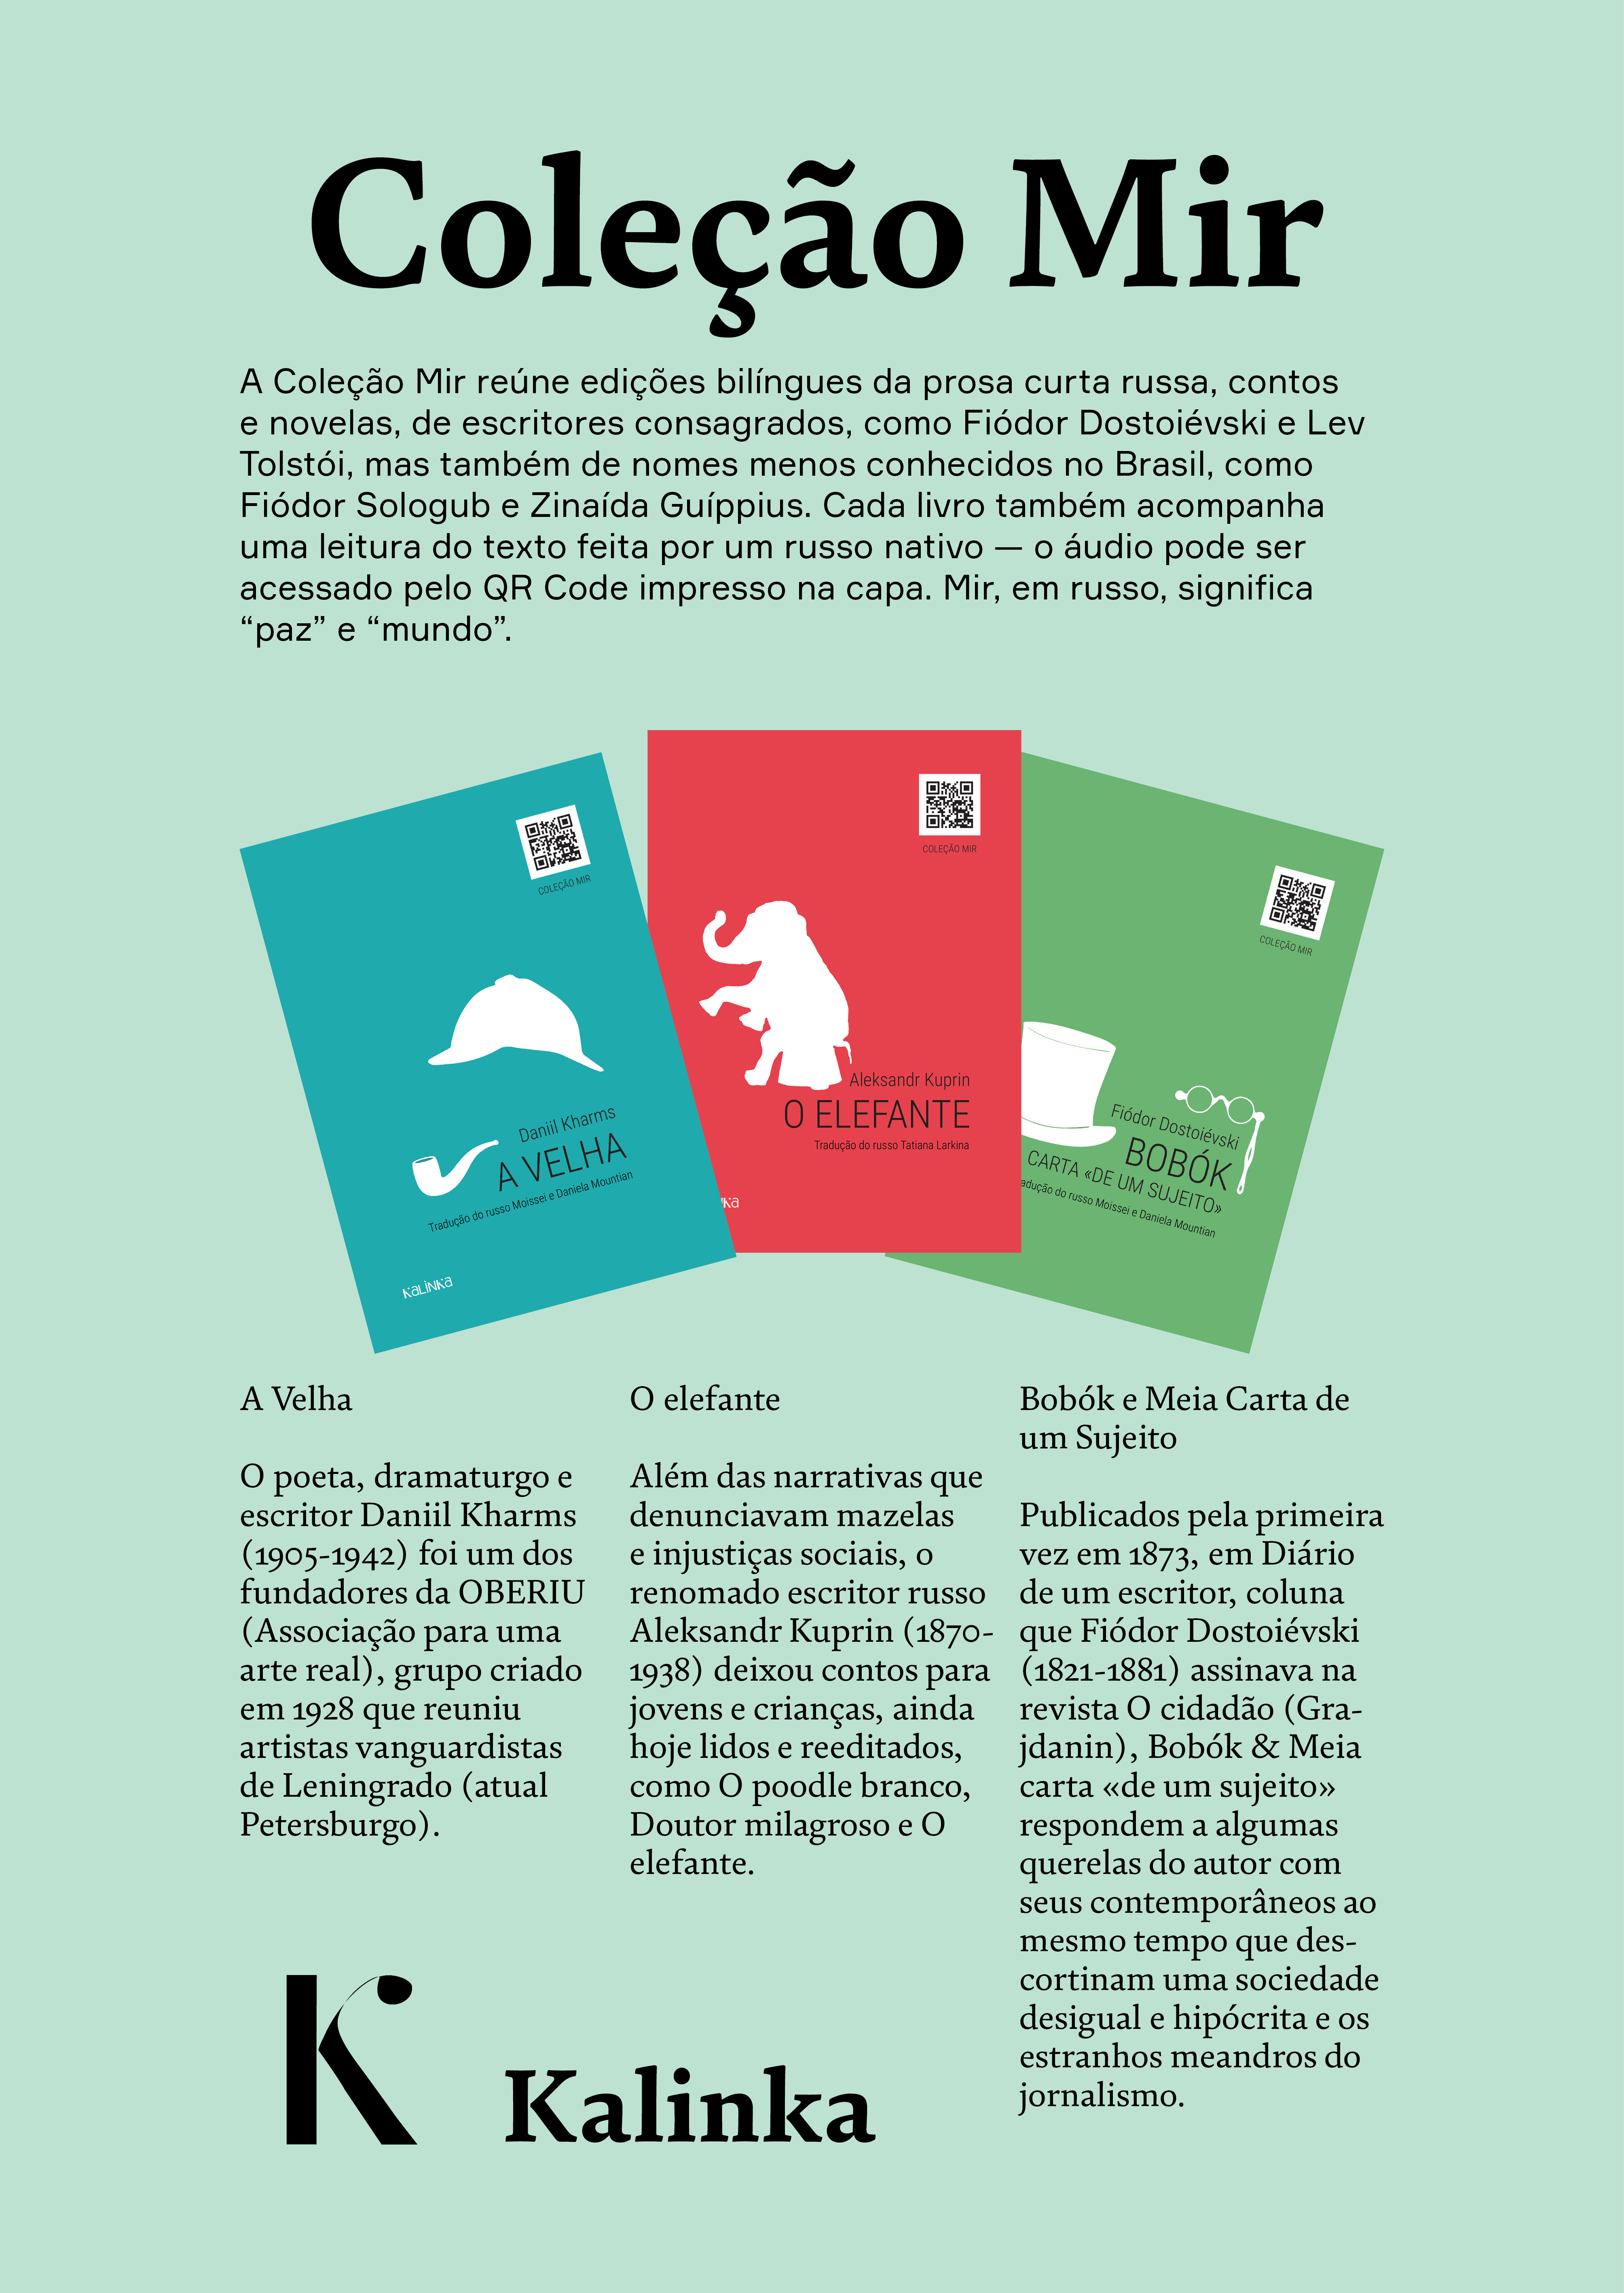 Coleção Mir
A Coleção Mir reúne edições bilíngues da prosa curta russa, contos
e novelas, de escritores consagrados, como Fiódor Dostoiévski e Lev
Tolstói, mas também de nomes menos conhecidos no Brasil, como
Fiódor Sologub e Zinaída Guíppius. Cada livro também acompanha
uma leitura do texto feita por um russo nativo — o áudio pode ser
acessado pelo QR Code impresso na capa. Mir, em russo, significa
“paz” e “mundo”.
COLEÇÃO MIR
Daniil Kharms
A VELHA
Tradução do russo Moissei e Daniela Mountian
KALINKA
COLEÇÃO MIR
Aleksandr Kuprin
O ELEFANTE
Tradução do russo Tatiana Larkina
COLEÇÃO MIR
Fiódor Dostoiévski
BOBÓK
CARTA «DE UM SUJEITO»
do russo Moissei e Daniela Mountian
A Velha
O poeta, dramaturgo e
escritor Daniil Kharms
(1905-1942) foi um dos
fundadores da OBERIU
(Associação para uma
arte real), grupo criado
em 1928 que reuniu
artistas vanguardistas
de Leningrado (atual
Petersburgo).
O elefante
Além das narrativas que
denunciavam mazelas
e injustiças sociais, o
renomado escritor russo
Aleksandr Kuprin (1870-
1938) deixou contos para
jovens e crianças, ainda
hoje lidos e reeditados,
como O poodle branco,
Doutor milagroso e O
elefante.
Bobók e Meia Carta de
um Sujeito
Publicados pela primeira
vez em 1873, em Diário
de um escritor, coluna
que Fiódor Dostoiévski
(1821-1881) assinava na
revista O cidadão (Gra-
jdanin), Bobók & Meia
carta «de um sujeito»
respondem a algumas
querelas do autor com
seus contemporâneos ao
mesmo tempo que des-
cortinam uma sociedade
desigual e hipócrita e os
estranhos meandros do
jornalismo.
K
Kalinka